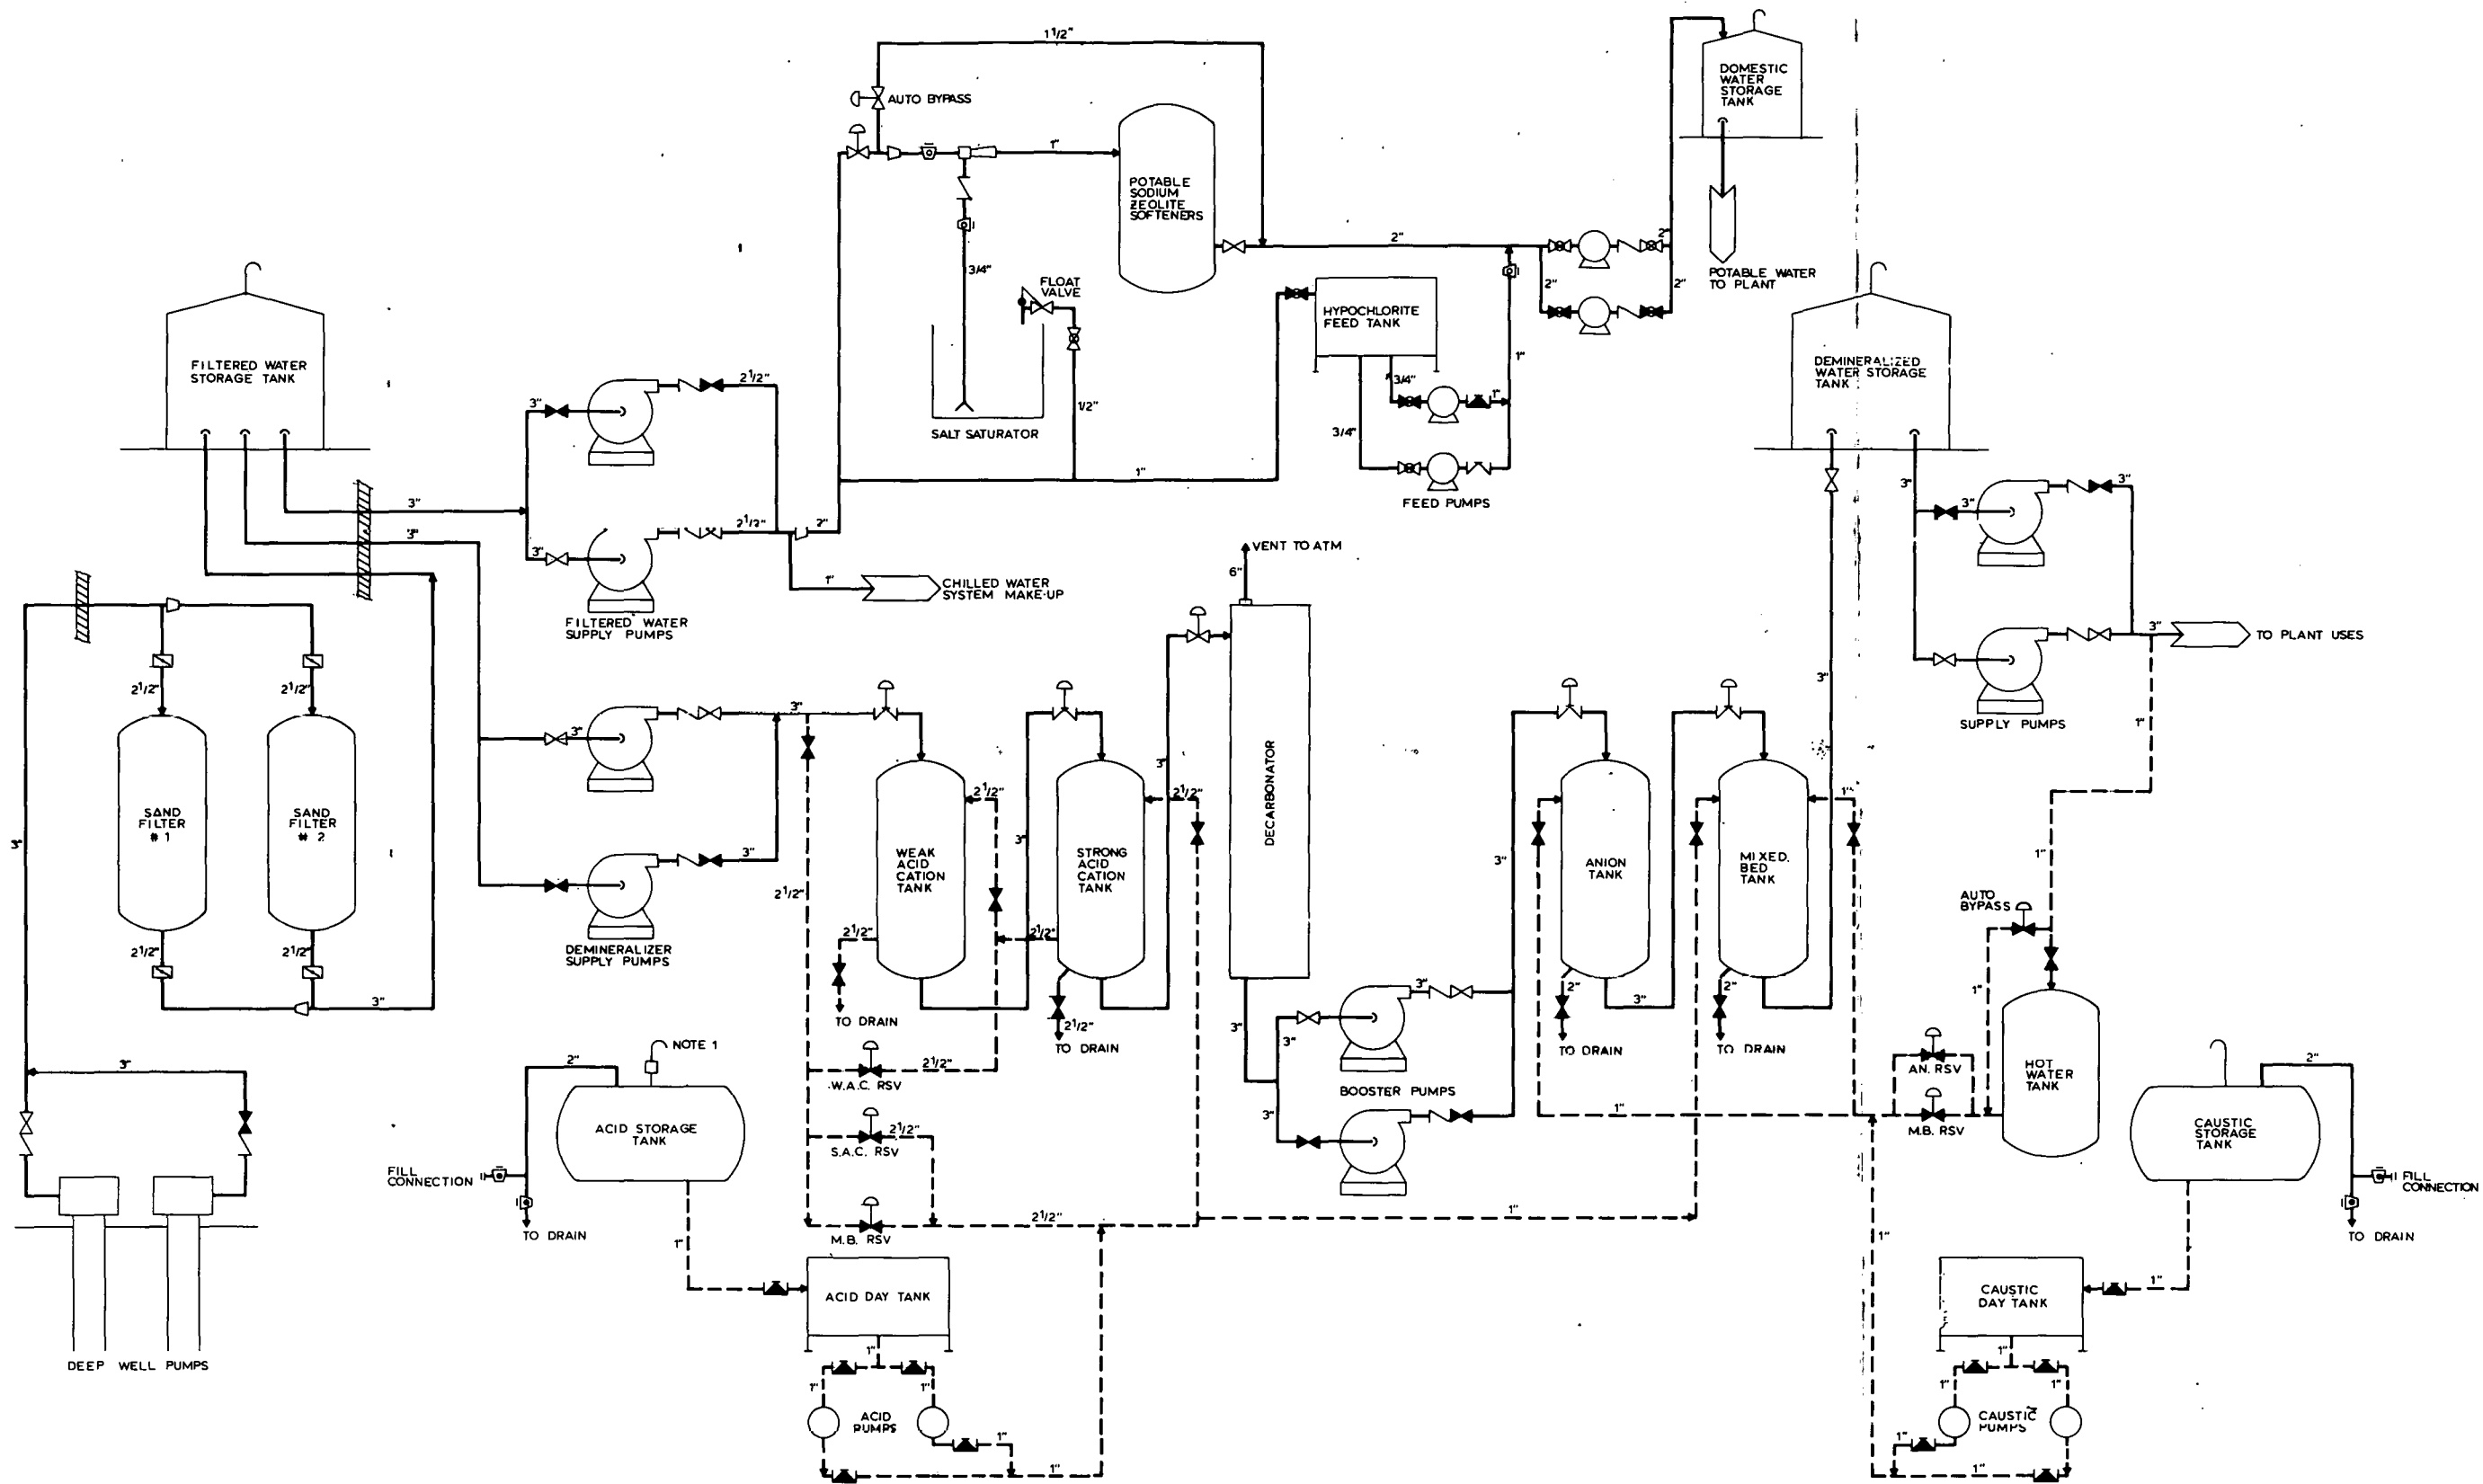 1 1/2"
AUTO BYPASS
1"
POTABLE
SODIUM
ZEOLITE
SOFTENERS
DOMESTIC
WATER
STORAGE
TANK
POTABLE WATER
TO PLANT
2"
2"
2"
2"
3/4"
FLOAT
VALVE
HYPOCHLORITE
FEED TANK
3/4"
1"
1"
3/4"
FEED PUMPS
1/2"
SALT SATURATOR
1"
FILTERED WATER
STORAGE TANK
3"
3"
3"
3"
2 1/2"
2 1/2"
2"
1"
CHILLED WATER
SYSTEM MAKE-UP
FILTERED WATER
SUPPLY PUMPS
DEMINERALIZED
WATER STORAGE
TANK
3"
3"
3"
3"
TO PLANT USES
SUPPLY PUMPS
1"
1"
3"
VENT TO ATM
6"
DECARBONATOR
2 1/2"
2 1/2"
SAND
FILTER
# 1
SAND
FILTER
# 2
2 1/2"
2 1/2"
3"
3"
3"
DEEP WELL PUMPS
3"
3"
3"
DEMINERALIZER
SUPPLY PUMPS
2 1/2"
WEAK
ACID
CATION
TANK
2 1/2"
2 1/2"
TO DRAIN
3"
STRONG
ACID
CATION
TANK
2 1/2"
2 1/2"
2 1/2"
TO DRAIN
3"
3"
3"
3"
3"
3"
BOOSTER PUMPS
ANION
TANK
2"
TO DRAIN
3"
MIXED
BED
TANK
1"
2"
TO DRAIN
AUTO
BYPASS
1"
HOT
WATER
TANK
AN. RSV
M.B. RSV
1"
2"
NOTE 1
ACID STORAGE
TANK
FILL
CONNECTION
TO DRAIN
1"
W.A.C. RSV
2 1/2"
S.A.C. RSV
2 1/2"
M.B. RSV
2 1/2"
1"
ACID DAY TANK
1"
1"
1"
ACID
PUMPS
1"
1"
2"
CAUSTIC
STORAGE
TANK
FILL
CONNECTION
TO DRAIN
1"
1"
CAUSTIC
DAY TANK
1"
1"
1"
CAUSTIC
PUMPS
1"
1"